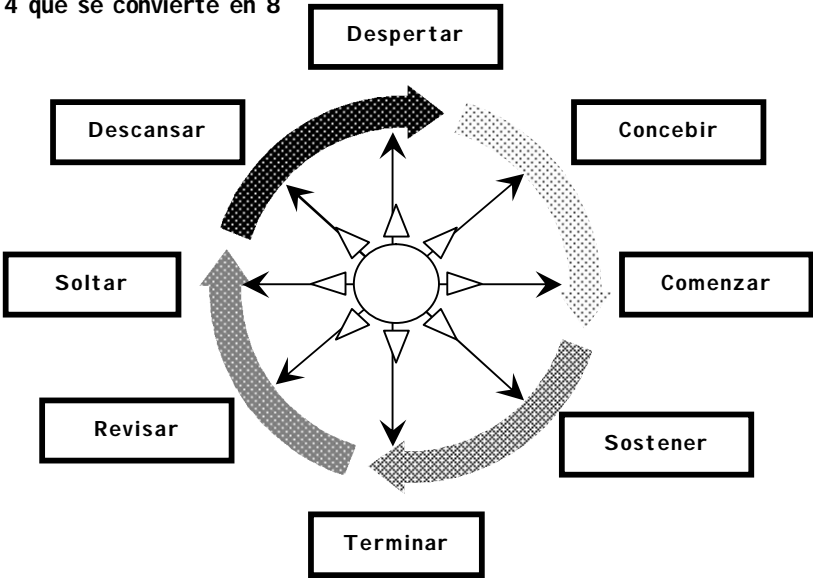 4 que se convierte en 8
Despertar
Descansar
Concebir
Soltar
Comenzar
Revisar
Sostener
Terminar